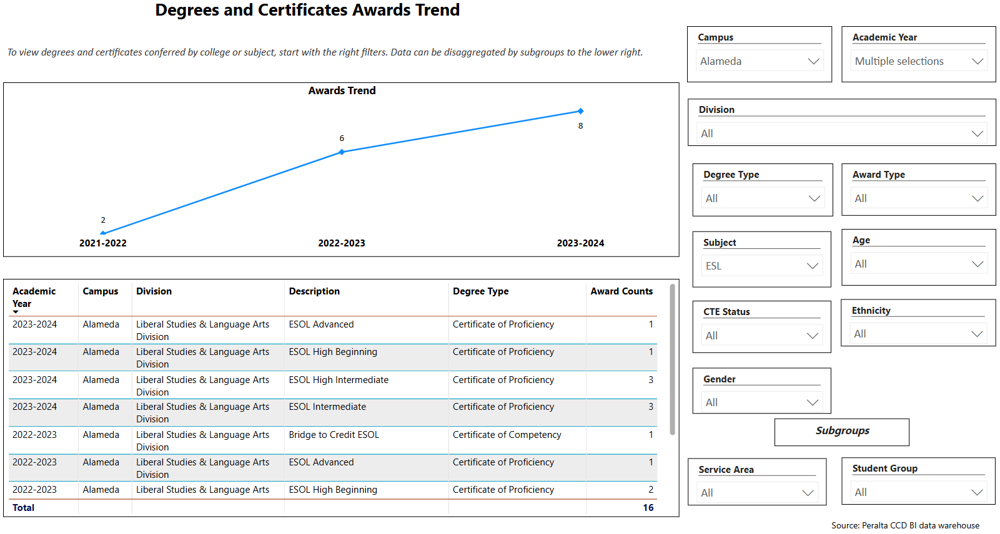 Degrees and Certificates Awards Trend
To view degrees and certificates conferred by college or subject, start with the right filters. Data can be disaggregated by subgroups to the lower right.
Awards Trend
2
6
8
2021-2022 2022-2023 2023-2024
Academic Year Campus Division Description Degree Type Award Counts
2023-2024 Alameda Liberal Studies & Language Arts Division ESOL Advanced Certificate of Proficiency 1
2023-2024 Alameda Liberal Studies & Language Arts Division ESOL High Beginning Certificate of Proficiency 1
2023-2024 Alameda Liberal Studies & Language Arts Division ESOL High Intermediate Certificate of Proficiency 3
2023-2024 Alameda Liberal Studies & Language Arts Division ESOL Intermediate Certificate of Proficiency 3
2022-2023 Alameda Liberal Studies & Language Arts Division Bridge to Credit ESOL Certificate of Competency 1
2022-2023 Alameda Liberal Studies & Language Arts Division ESOL Advanced Certificate of Proficiency 1
2022-2023 Alameda Liberal Studies & Language Arts ESOL High Beginning Certificate of Proficiency 2
Total 16
Campus
Alameda
Academic Year
Multiple selections
Division
All
Degree Type
All
Award Type
All
Subject
ESL
Age
All
CTE Status
All
Ethnicity
All
Gender
All
Subgroups
Service Area
All
Student Group
All
Source: Peralta CCD BI data warehouse